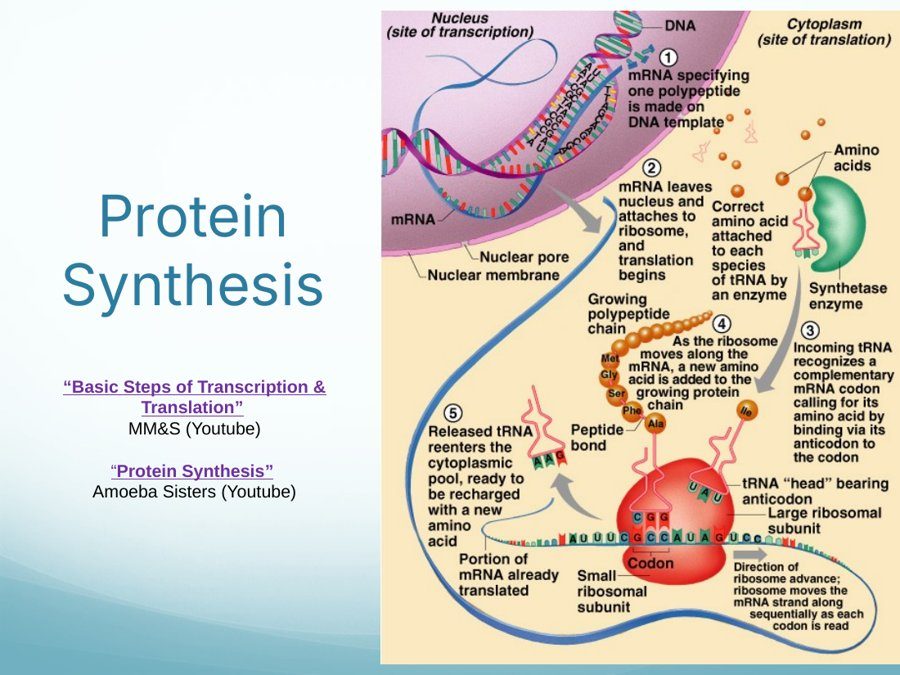 Protein
Synthesis
“Basic Steps of Transcription &
Translation”
MM&S (Youtube)
“Protein Synthesis”
Amoeba Sisters (Youtube)
Nucleus
(site of transcription)
DNA
Cytoplasm
(site of translation)
1
mRNA specifying
one polypeptide
is made on
DNA template
Amino
acids
2
mRNA leaves
nucleus and
attaches to
ribosome,
and
translation
begins
Correct
amino acid
attached
to each
species
of tRNA by
an enzyme
mRNA
Nuclear pore
Nuclear membrane
Synthetase
enzyme
Growing
polypeptide
chain
4
As the ribosome
moves along the
mRNA, a new amino
acid is added to the
growing protein
chain
3
Incoming tRNA
recognizes a
complementary
mRNA codon
calling for its
amino acid by
binding via its
anticodon to
the codon
Met
Gly
Ser
Phe
Ala
Ile
Peptide
bond
5
Released tRNA
reenters the
cytoplasmic
pool, ready to
be recharged
with a new
amino
acid
AAG
UAU
tRNA “head” bearing
anticodon
Large ribosomal
subunit
CGG
AUUUCGCCAUAGUCC
Codon
Portion of
mRNA already
translated
Small
ribosomal
subunit
Direction of
ribosome advance;
ribosome moves the
mRNA strand along
sequentially as each
codon is read